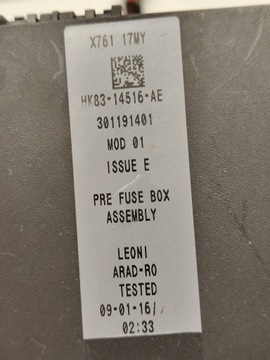 X761 17MY
HK83-14516-AE
301191401
MOD 01
ISSUE E
PRE FUSE BOX
ASSEMBLY
LEONI
ARAD-RO
TESTED
09-01-16/
02:33